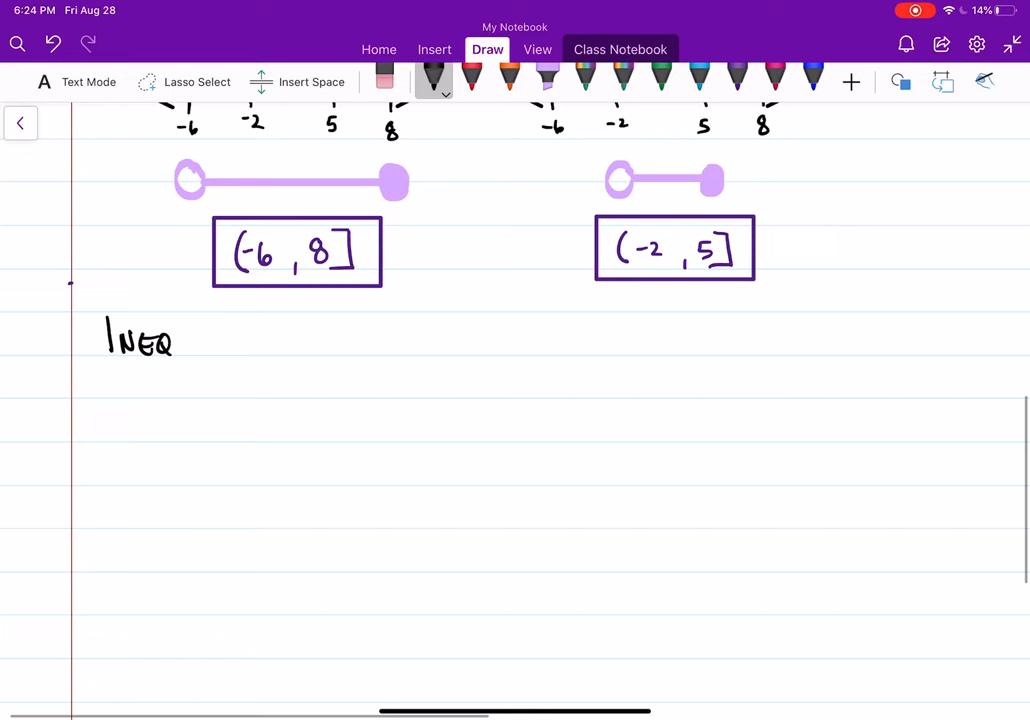 6:24 PM Fri Aug 28 14%
My Notebook
Home Insert Draw View Class Notebook
A Text Mode Lasso Select Insert Space
-6 -2 5 8 -6 -2 5 8
(-6 , 8] (-2 , 5]
INEQ